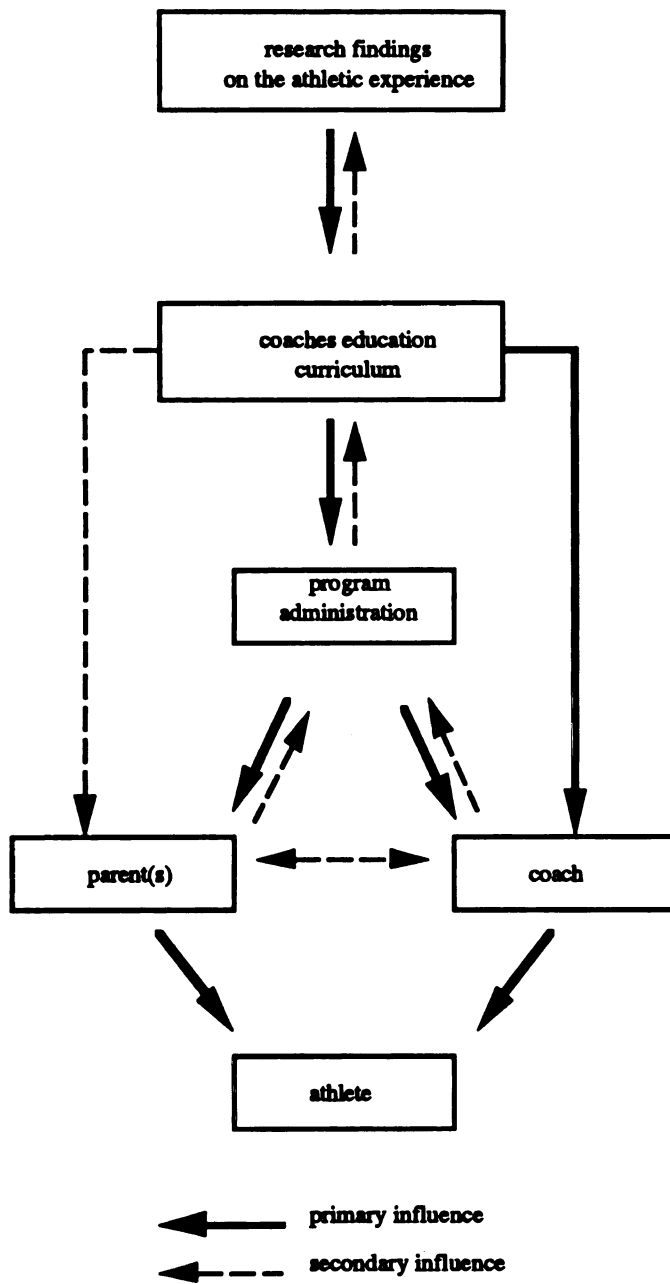 research findings
on the athletic experience
coaches education
curriculum
program
administration
parent(s)
coach
athlete
primary influence
secondary influence